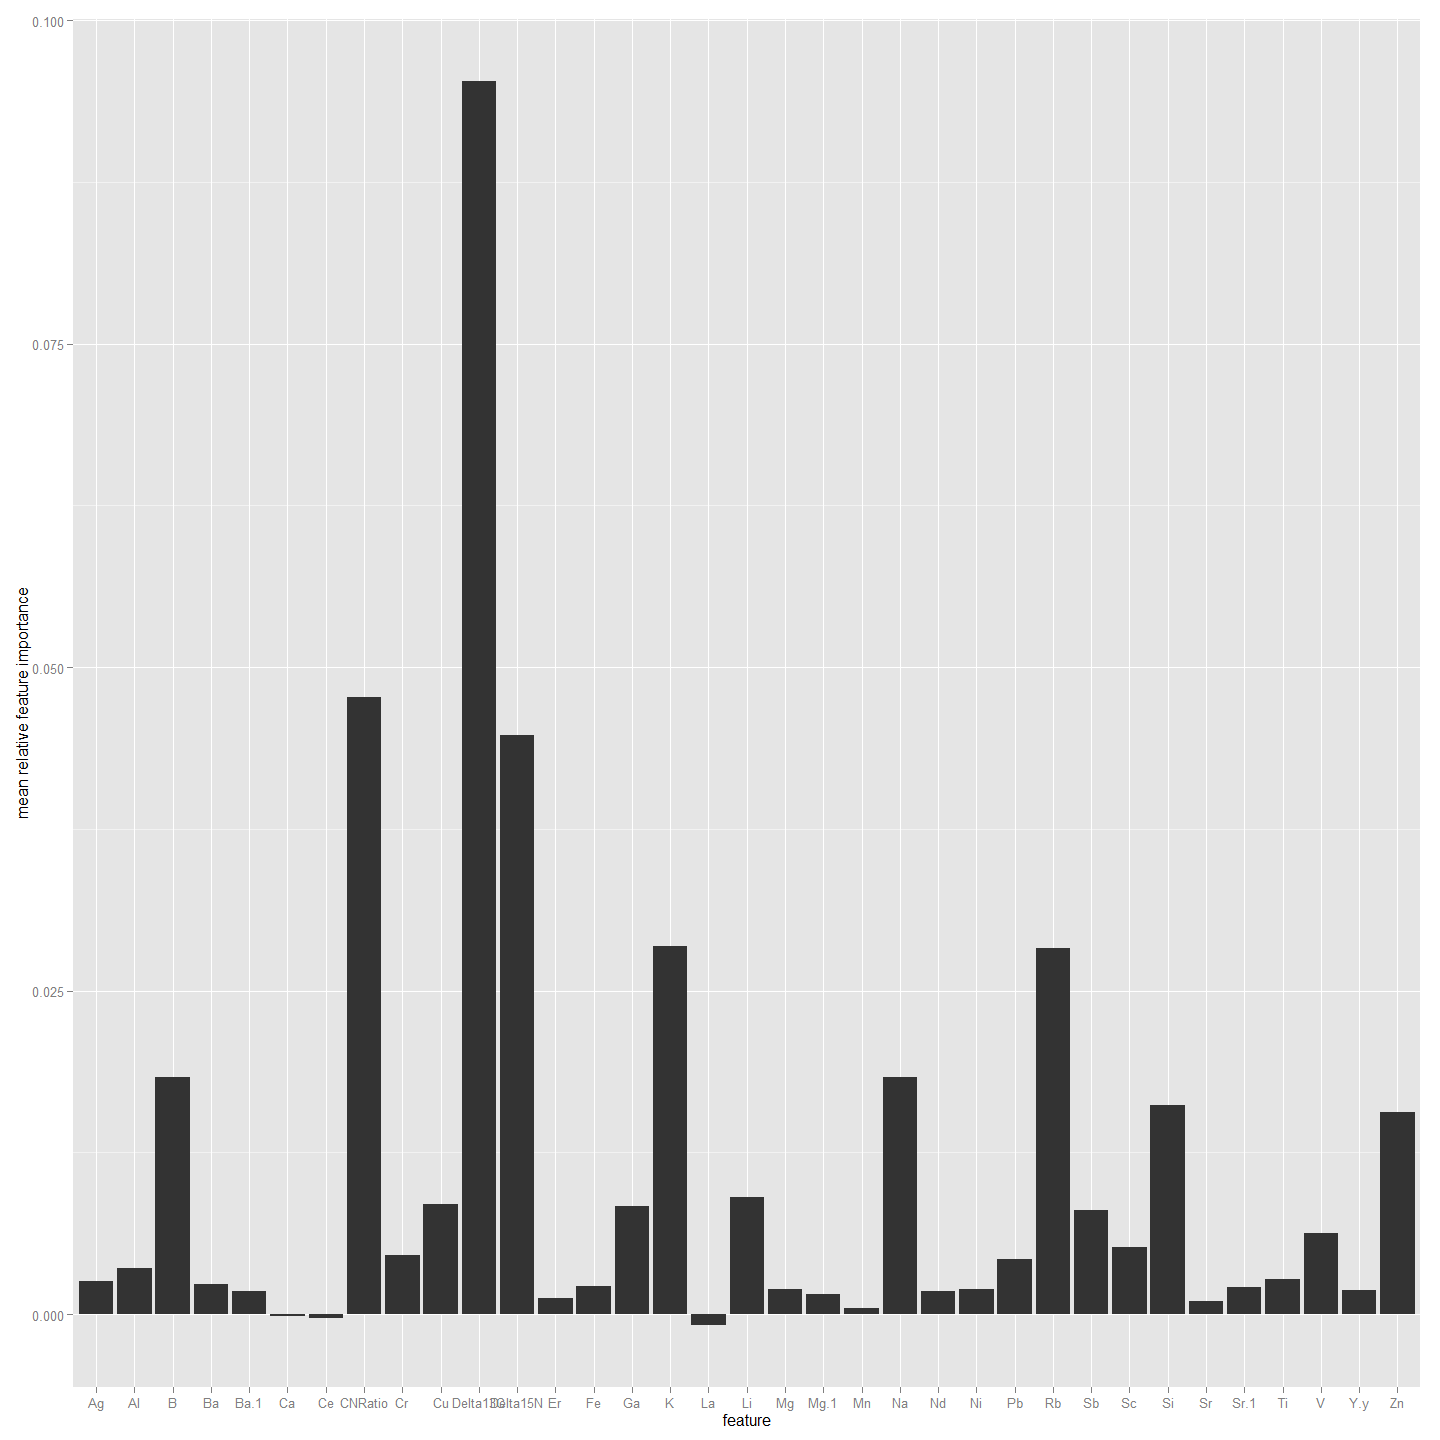 0.100
0.075
0.050
0.025
0.000
mean relative feature importance
Ag Al B Ba Ba.1 Ca Ce CNRatio Cr Cu Delta13C Delta15N Er Fe Ga K La Li Mg Mg.1 Mn Na Nd Ni Pb Rb Sb Sc Si Sr Sr.1 Ti V Y.y Zn
feature